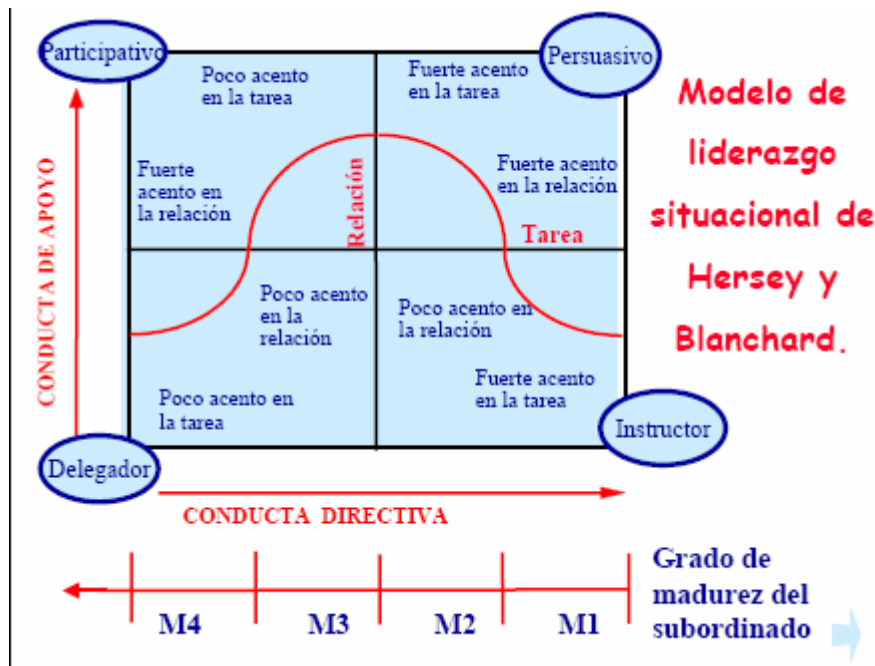 Participativo
Persuasivo
Poco acento
en la tarea
Fuerte acento
en la tarea
Modelo de
liderazgo
situacional de
Hersey y
Blanchard.
Fuerte
acento en
la relación
Relación
Fuerte acento
en la relación
Tarea
CONDUCTA DE APOYO
Poco acento
en la
relación
Poco acento en
la relación
Poco acento en
la tarea
Fuerte acento
en la tarea
Instructor
Delegador
CONDUCTA DIRECTIVA
M4
M3
M2
M1
Grado de
madurez del
subordinado